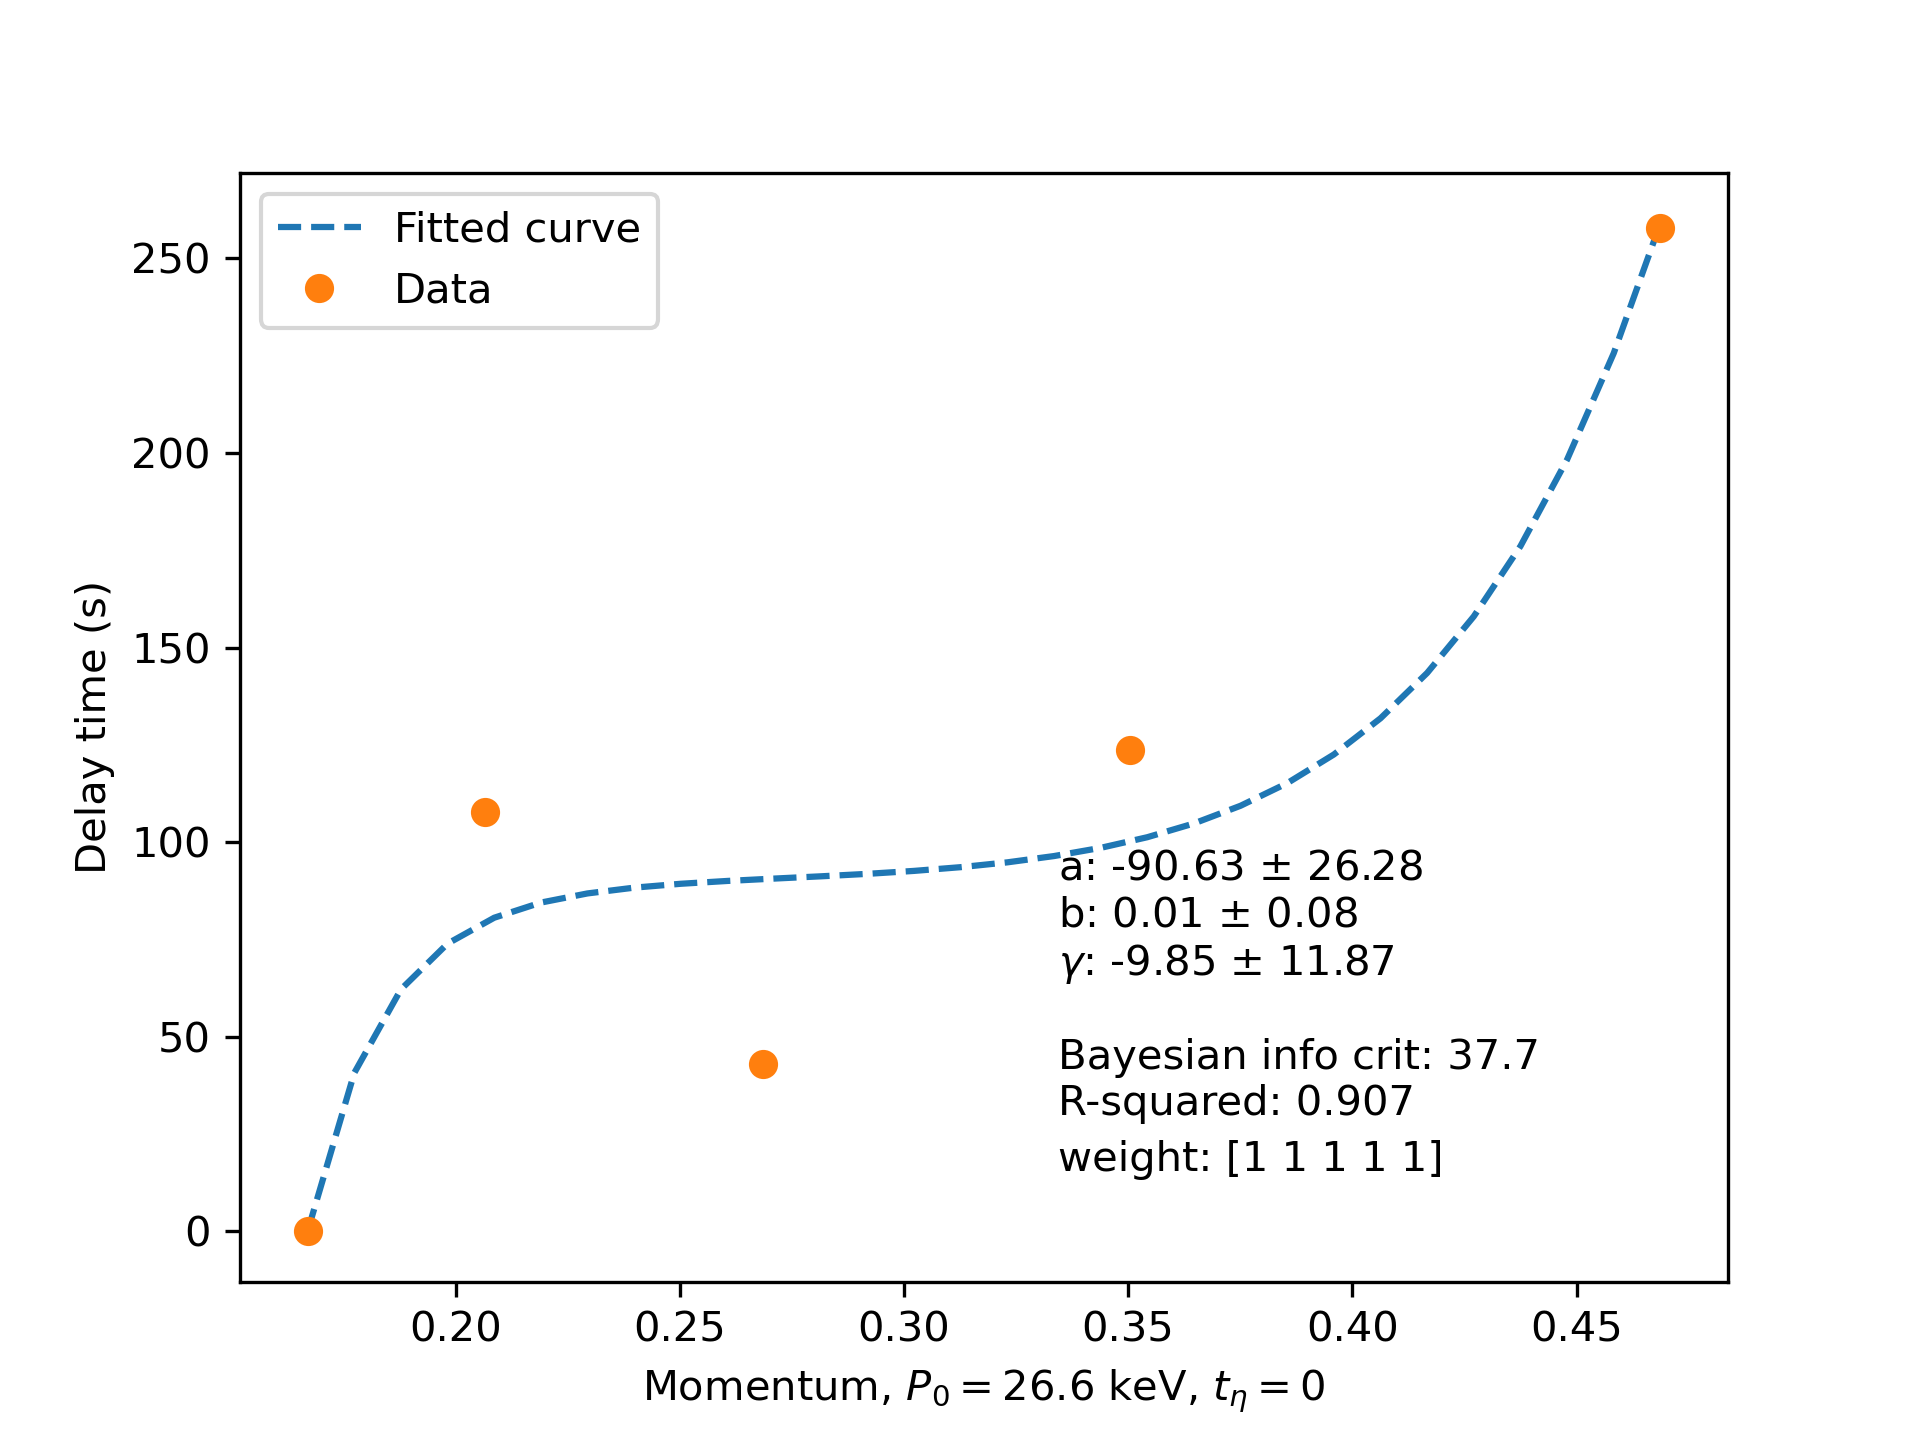 Fitted curve
Data
250
200
150
100
50
0
Delay time (s)
a: -90.63 ± 26.28
b: 0.01 ± 0.08
γ: -9.85 ± 11.87
Bayesian info crit: 37.7
R-squared: 0.907
weight: [1 1 1 1 1]
0.20 0.25 0.30 0.35 0.40 0.45
Momentum, P₀ = 26.6 keV, tη = 0